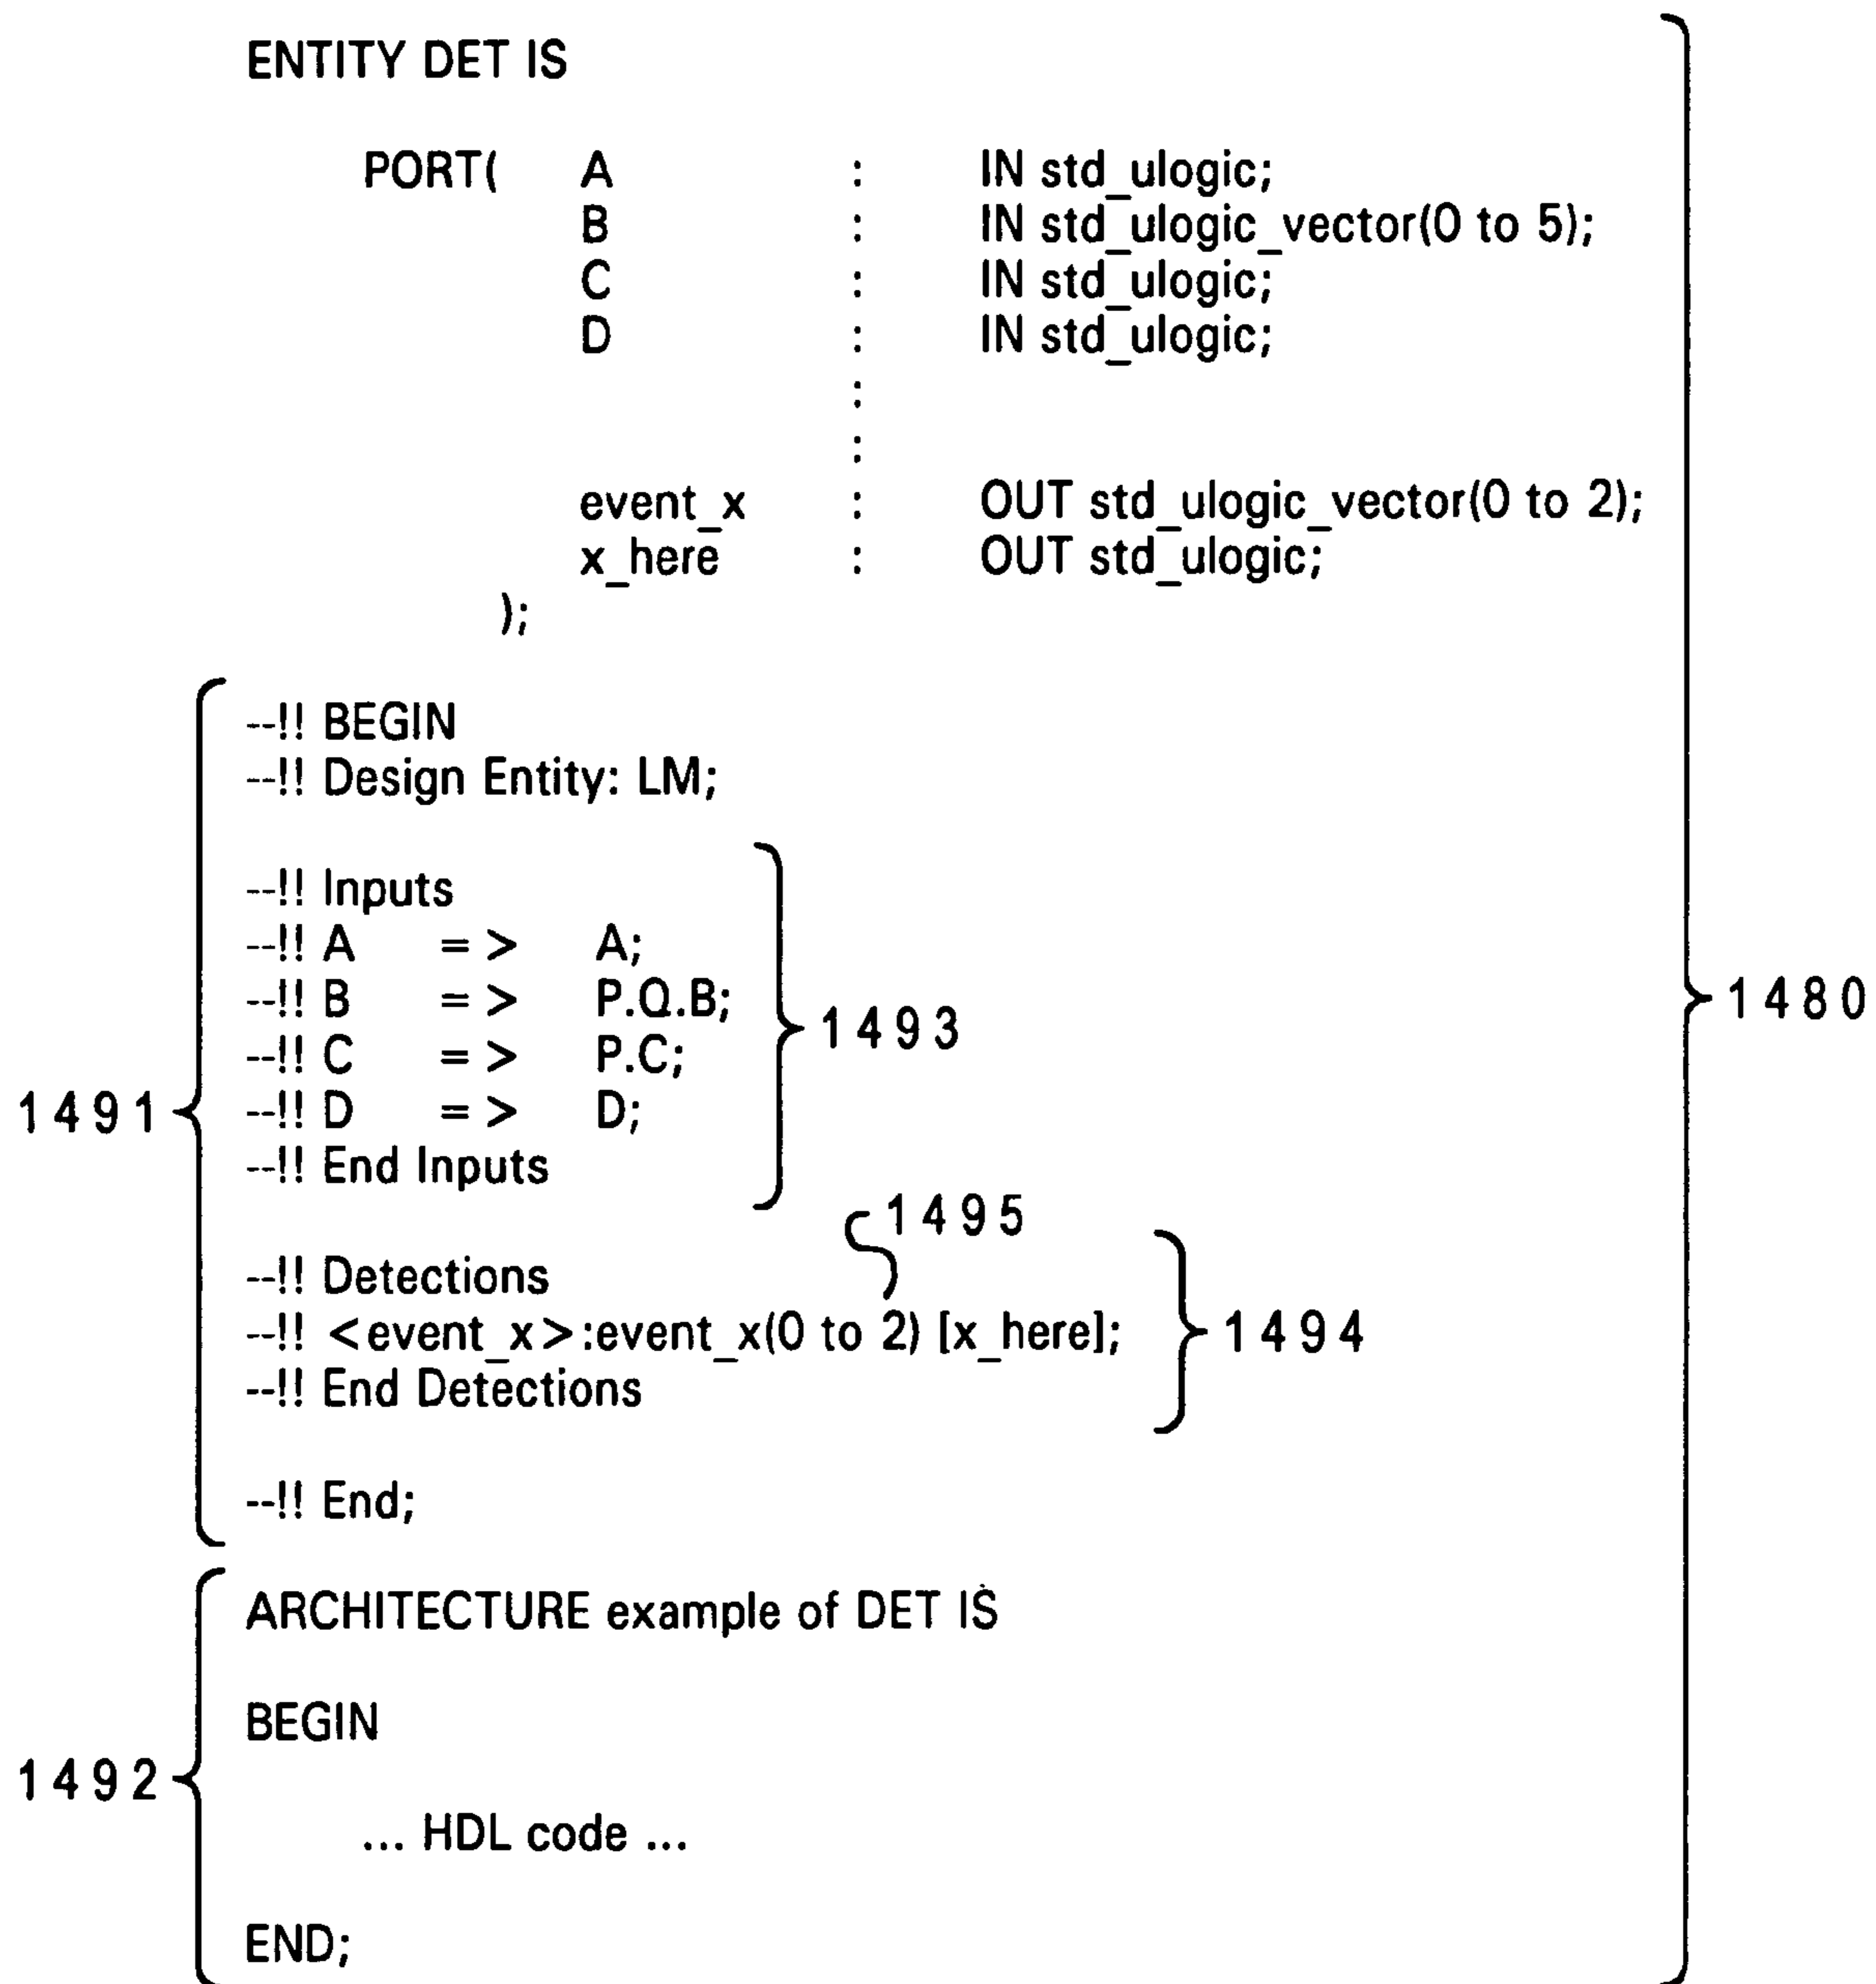 ENTITY DET IS
PORT( A : IN std_ulogic;
B : IN std_ulogic_vector(0 to 5);
C : IN std_ulogic;
D : IN std_ulogic;
:
:
event_x : OUT std_ulogic_vector(0 to 2);
x_here : OUT std_ulogic;
);
--!! BEGIN
--!! Design Entity: LM;
--!! Inputs
--!! A => A;
--!! B => P.Q.B;
1480
1493
--!! C => P.C;
1491
--!! D => D;
--!! End Inputs
1495
--!! Detections
--!! <event_x>:event_x(0 to 2) [x_here];
1494
--!! End Detections
--!! End;
ARCHITECTURE example of DET IS
BEGIN
1492
... HDL code ...
END;